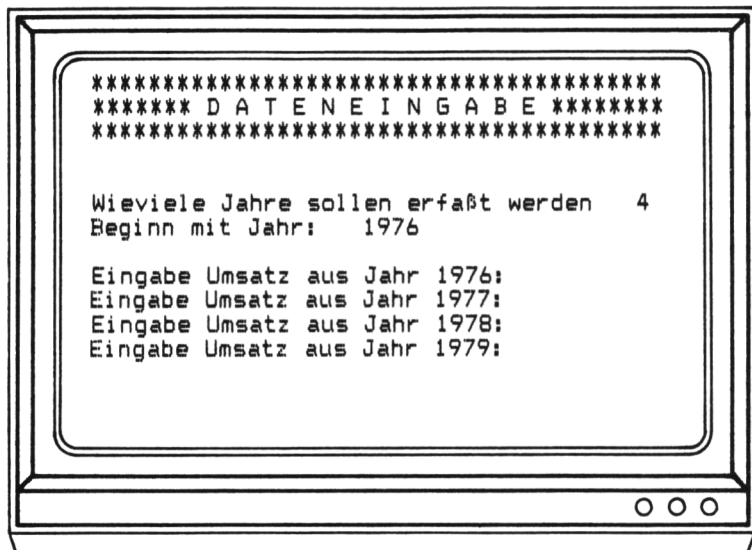 ****************************************
******* D A T E N E I N G A B E ********
****************************************
Wieviele Jahre sollen erfaßt werden 4
Beginn mit Jahr: 1976
Eingabe Umsatz aus Jahr 1976:
Eingabe Umsatz aus Jahr 1977:
Eingabe Umsatz aus Jahr 1978:
Eingabe Umsatz aus Jahr 1979: